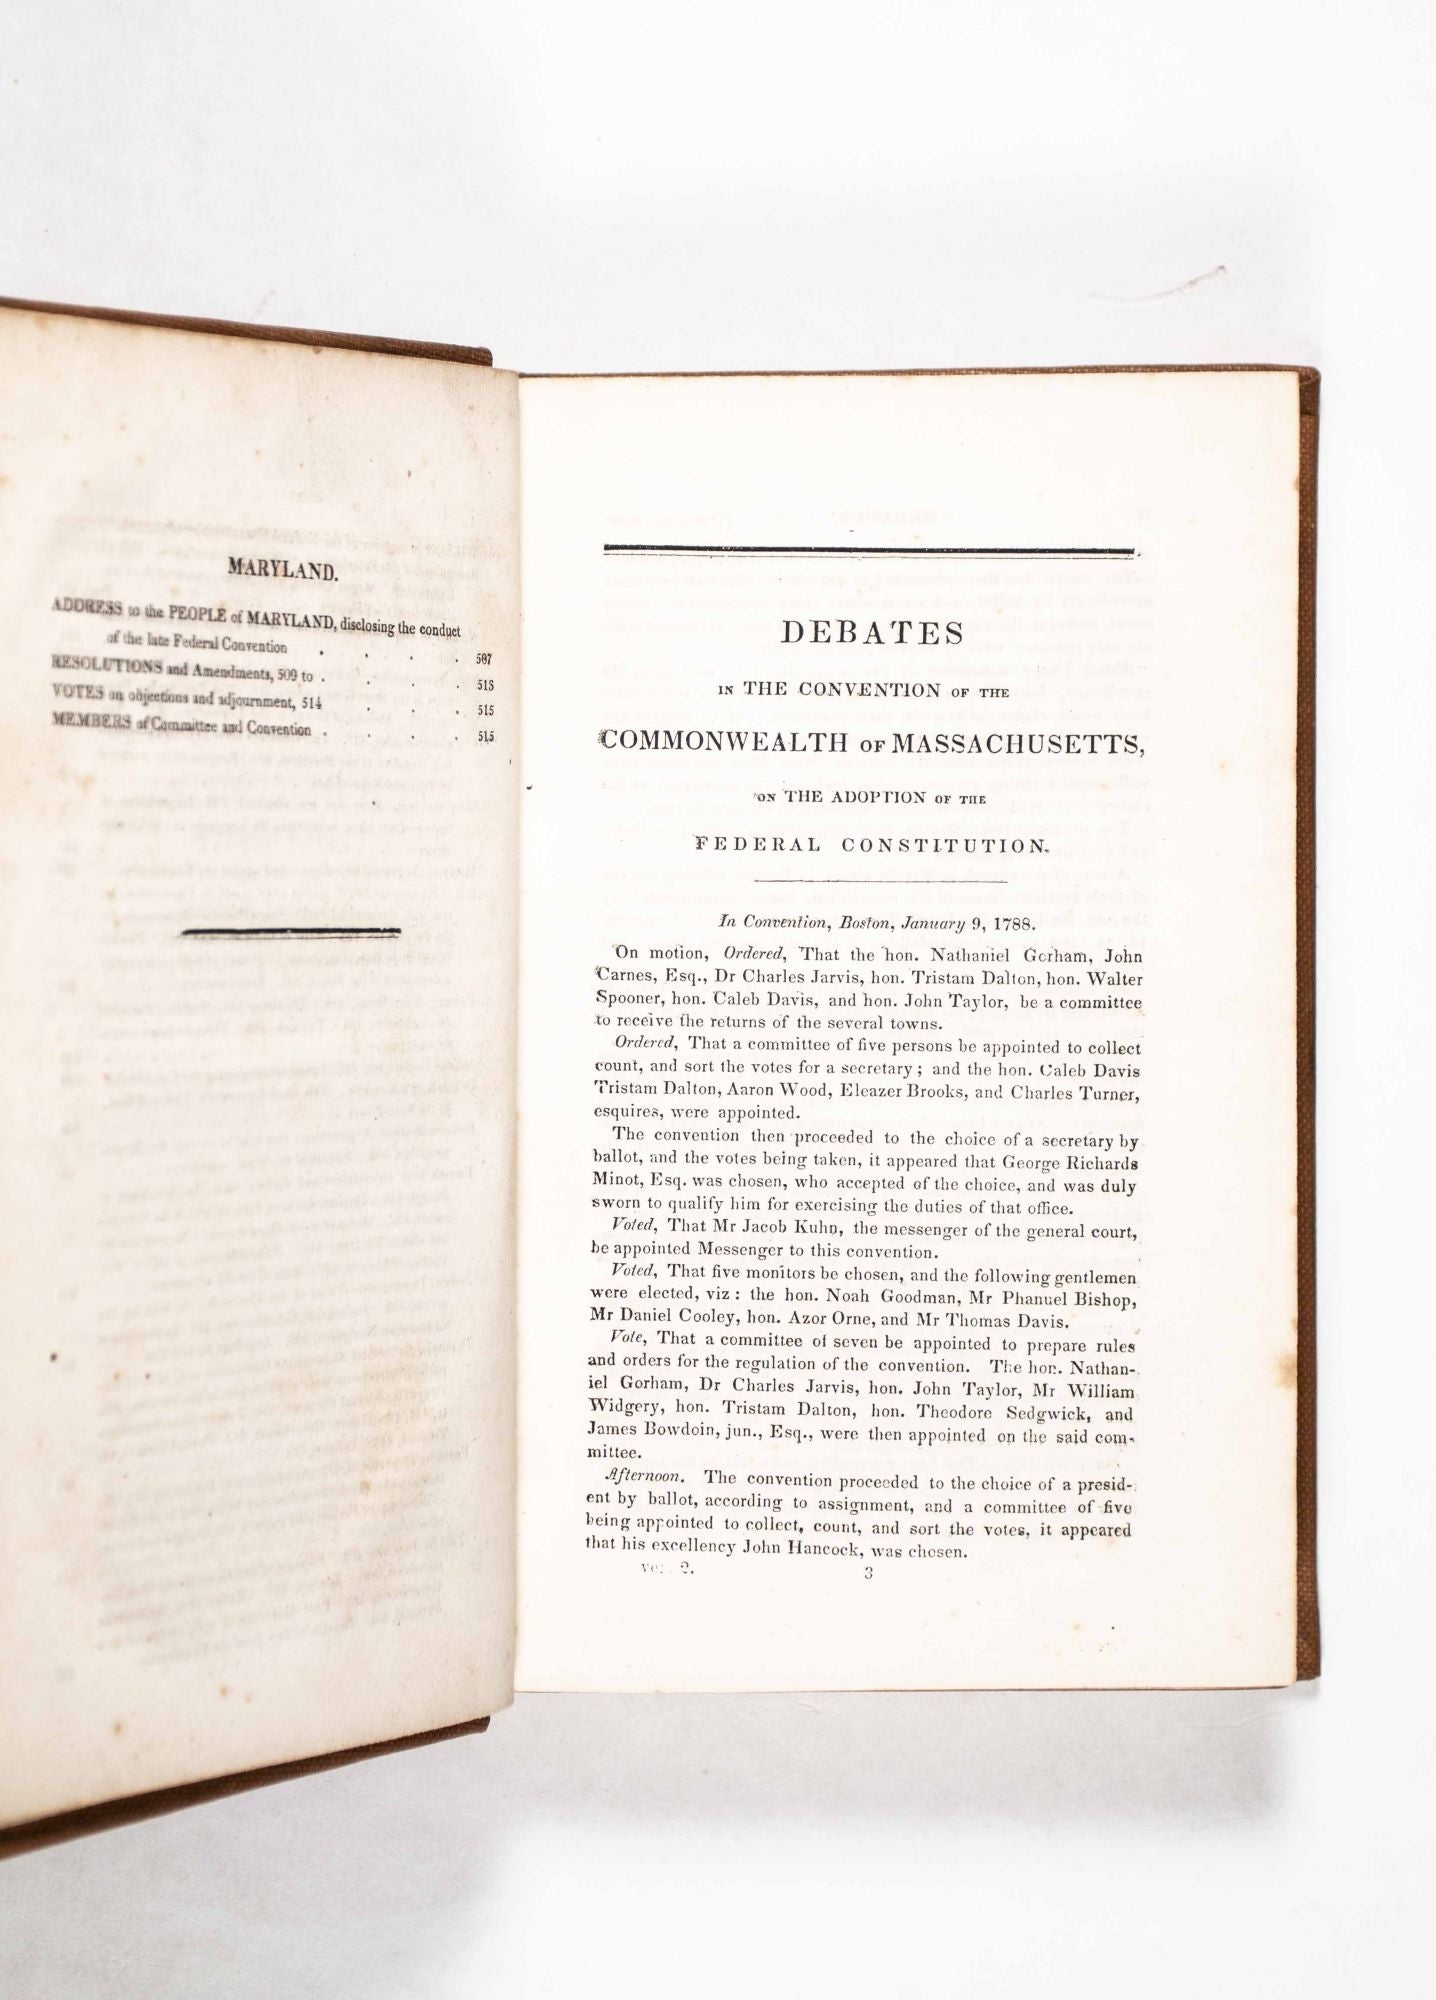 MARYLAND.
ADDRESS to the PEOPLE of MARYLAND, disclosing the conduct
of the late Federal Convention . . . . 507
RESOLUTIONS and Amendments, 509 to . . . . 513
VOTES on objections and adjournment, 514 . . . 515
MEMBERS of Committee and Convention . . . . 515
DEBATES
IN THE CONVENTION OF THE
COMMONWEALTH OF MASSACHUSETTS,
ON THE ADOPTION OF THE
FEDERAL CONSTITUTION.
In Convention, Boston, January 9, 1788.
On motion, Ordered, That the hon. Nathaniel Gorham, John
Carnes, Esq., Dr Charles Jarvis, hon. Tristam Dalton, hon. Walter
Spooner, hon. Caleb Davis, and hon. John Taylor, be a committee
to receive the returns of the several towns.
Ordered, That a committee of five persons be appointed to collect
count, and sort the votes for a secretary; and the hon. Caleb Davis
Tristam Dalton, Aaron Wood, Eleazer Brooks, and Charles Turner,
esquires, were appointed.
The convention then proceeded to the choice of a secretary by
ballot, and the votes being taken, it appeared that George Richards
Minot, Esq. was chosen, who accepted of the choice, and was duly
sworn to qualify him for exercising the duties of that office.
Voted, That Mr Jacob Kuhn, the messenger of the general court,
be appointed Messenger to this convention.
Voted, That five monitors be chosen, and the following gentlemen
were elected, viz: the hon. Noah Goodman, Mr Phanuel Bishop,
Mr Daniel Cooley, hon. Azor Orne, and Mr Thomas Davis.
Vote, That a committee of seven be appointed to prepare rules
and orders for the regulation of the convention. The hon. Nathan-
iel Gorham, Dr Charles Jarvis, hon. John Taylor, Mr William
Widgery, hon. Tristam Dalton, hon. Theodore Sedgwick, and
James Bowdoin, jun., Esq., were then appointed on the said com-
mittee.
Afternoon. The convention proceeded to the choice of a presid-
ent by ballot, according to assignment, and a committee of five
being appointed to collect, count, and sort the votes, it appeared
that his excellency John Hancock, was chosen.
VOL. 2. 3